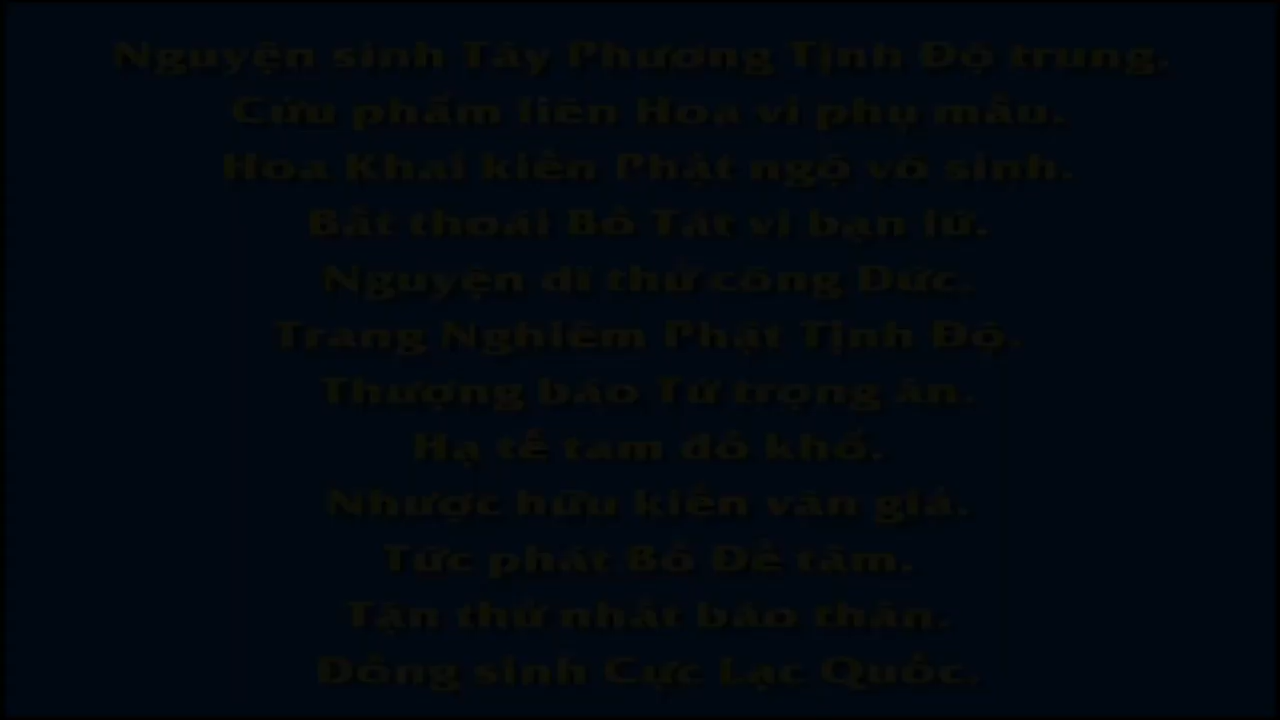 Nguyện sinh Tây Phương Tịnh Độ trung.
Cửu phẩm liên Hoa vi phụ mẫu.
Hoa Khai kiến Phật ngộ vô sinh.
Bất thoái Bồ Tát vi bạn lữ.
Nguyện dĩ thử công Đức.
Trang Nghiêm Phật Tịnh Độ.
Thượng báo Tứ trọng ân.
Hạ tế tam đồ khổ.
Nhược hữu kiến văn giả.
Tức phát Bồ Đề tâm.
Tận thử nhất báo thân.
Đồng sinh Cực Lạc Quốc.